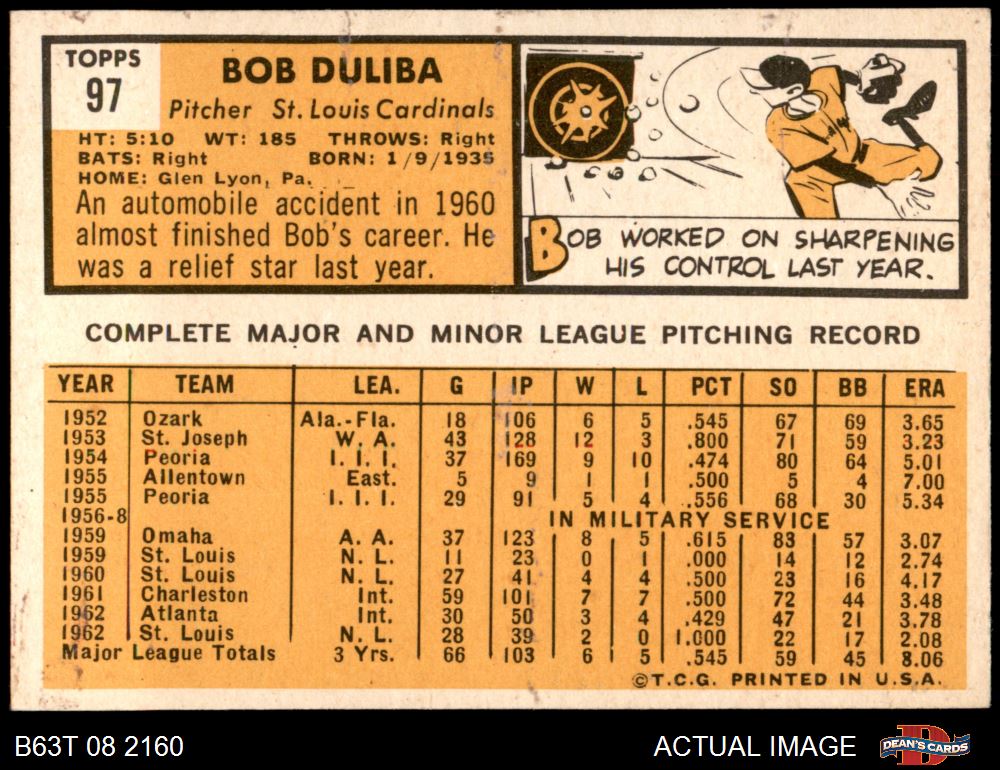 TOPPS
97
BOB DULIBA
Pitcher St. Louis Cardinals
HT: 5:10 WT: 185 THROWS: Right
BATS: Right BORN: 1/9/1935
HOME: Glen Lyon, Pa.
An automobile accident in 1960
almost finished Bob's career. He
was a relief star last year.
BOB WORKED ON SHARPENING
HIS CONTROL LAST YEAR.
COMPLETE MAJOR AND MINOR LEAGUE PITCHING RECORD
YEAR TEAM LEA. G IP W L PCT SO BB ERA
1952 Ozark Ala.-Fla. 18 106 6 5 .545 67 69 3.65
1953 St. Joseph W. A. 43 128 12 3 .800 71 59 3.23
1954 Peoria I. I. I. 37 169 9 10 .474 80 64 5.01
1955 Allentown East. 5 9 1 1 .500 5 4 7.00
1955 Peoria I. I. I. 29 91 5 4 .556 68 30 5.34
1956-8 IN MILITARY SERVICE
1959 Omaha A. A. 37 123 8 5 .615 83 57 3.07
1959 St. Louis N. L. 11 23 0 1 .000 14 12 2.74
1960 St. Louis N. L. 27 41 4 4 .500 23 16 4.17
1961 Charleston Int. 59 101 7 7 .500 72 44 3.48
1962 Atlanta Int. 30 50 3 4 .429 47 21 3.78
1962 St. Louis N. L. 28 39 2 0 1.000 22 17 2.08
Major League Totals 3 Yrs. 66 103 6 5 .545 59 45 8.06
©T.C.G. PRINTED IN U.S.A.
B63T 08 2160 ACTUAL IMAGE DEAN'S CARDS